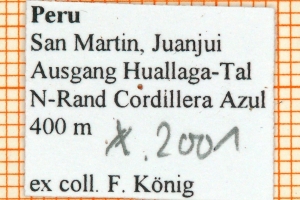 Peru
San Martin, Juanjui
Ausgang Huallaga-Tal
N-Rand Cordillera Azul
400 m X. 2001
ex coll. F. König